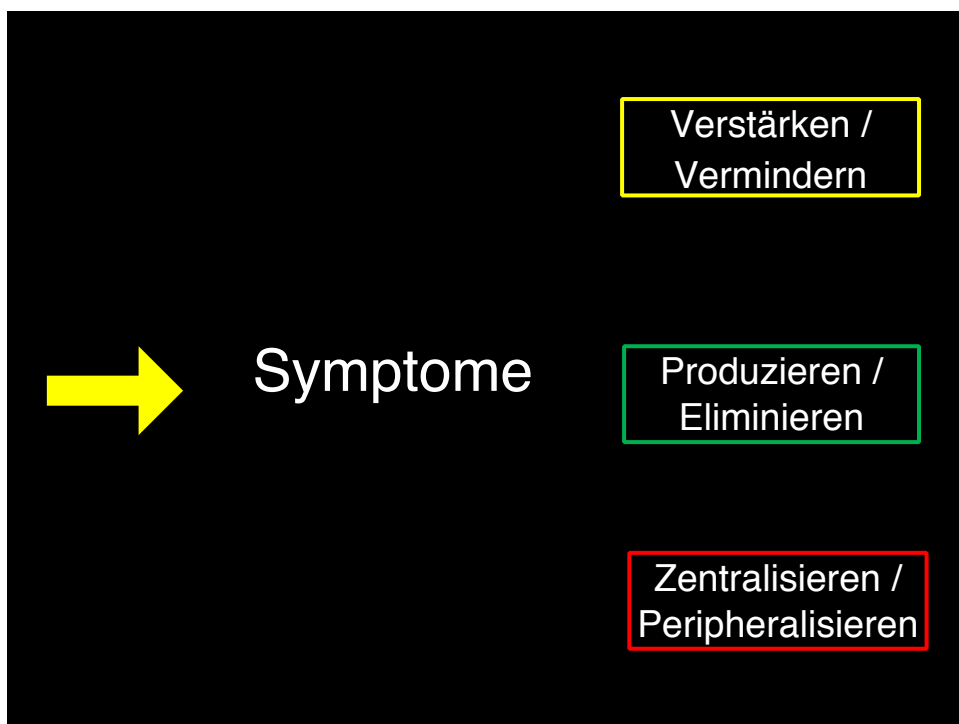 Verstärken /
Vermindern
Symptome
Produzieren /
Eliminieren
Zentralisieren /
Peripheralisieren